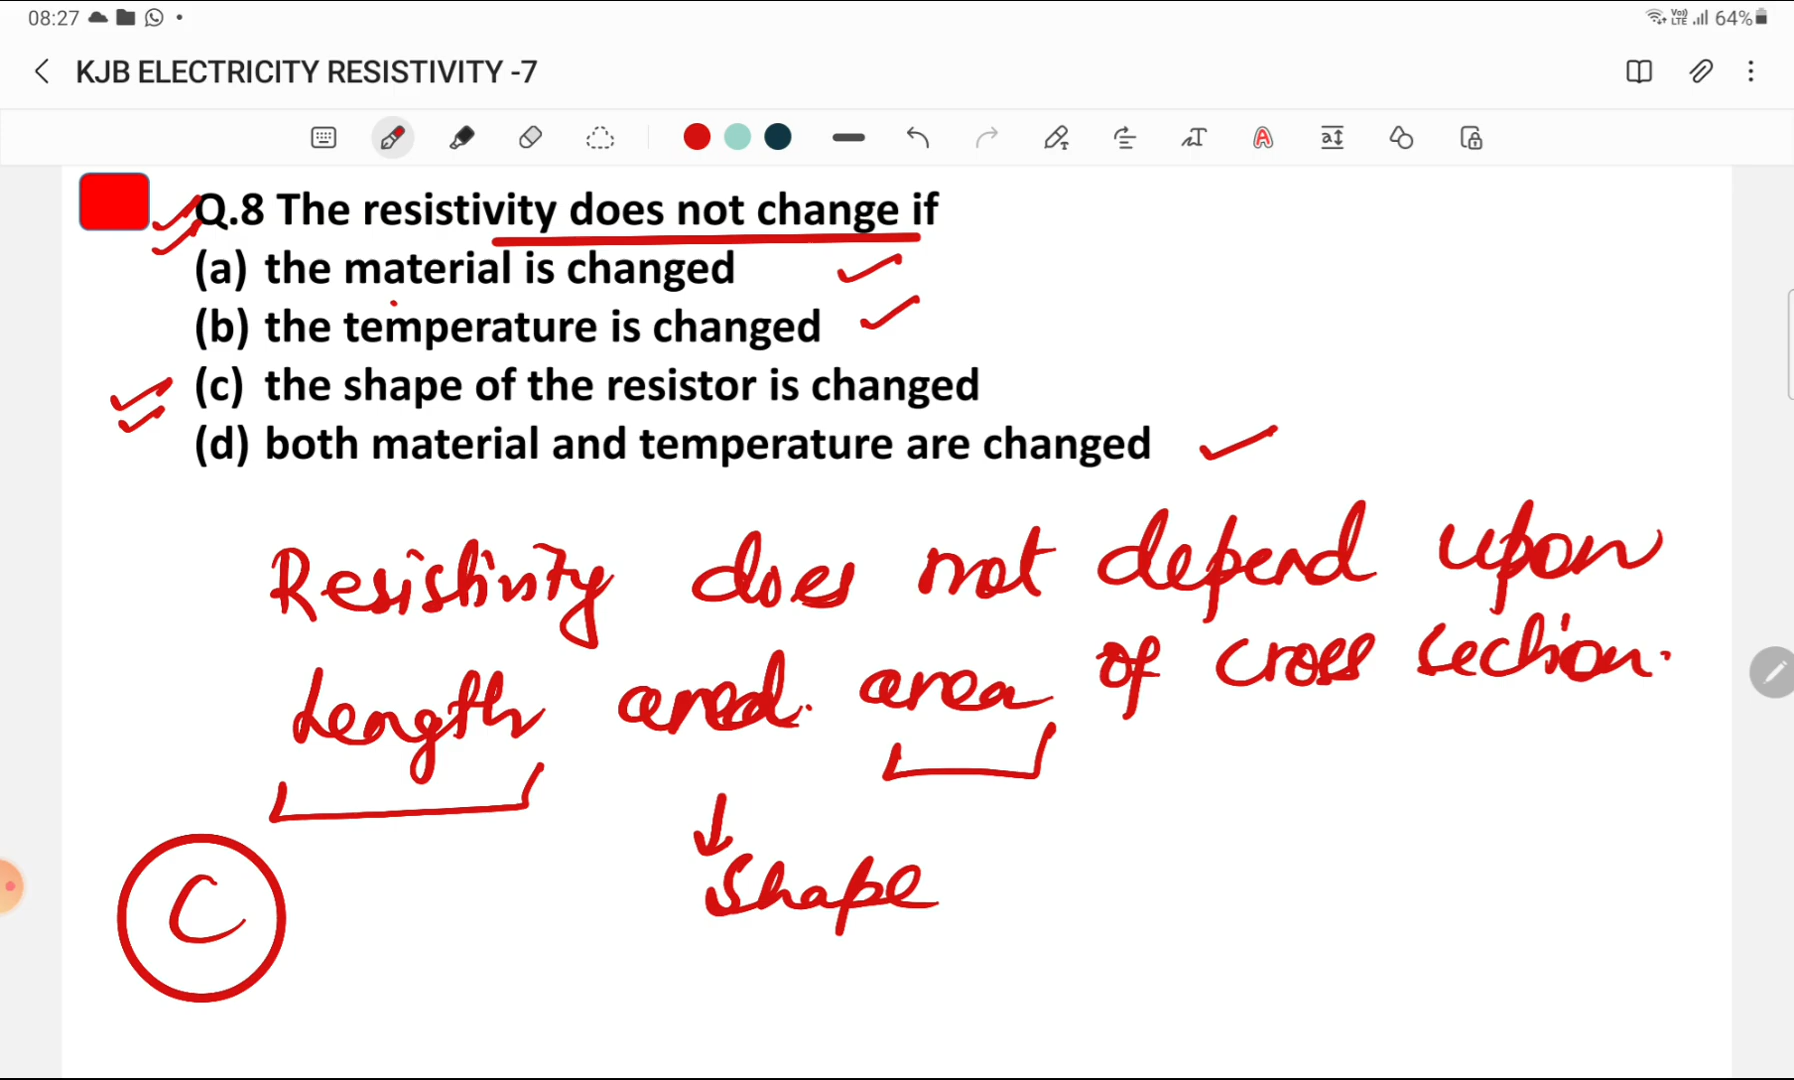 08:27
Vo)) LTE 64%
KJB ELECTRICITY RESISTIVITY -7
Q.8 The resistivity does not change if
(a) the material is changed
(b) the temperature is changed
(c) the shape of the resistor is changed
(d) both material and temperature are changed
Resistivity does not depend upon
Length and area of cross section.
Shape
C